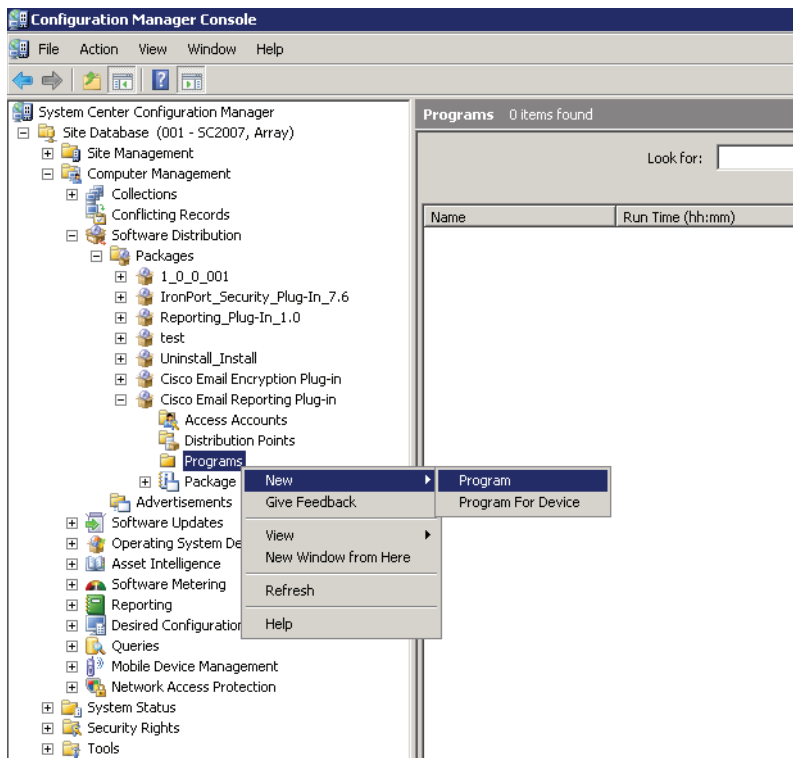 Configuration Manager Console
File Action View Window Help
System Center Configuration Manager
Site Database (001 - SC2007, Array)
Site Management
Computer Management
Collections
Conflicting Records
Software Distribution
Packages
1_0_0_001
IronPort_Security_Plug-In_7.6
Reporting_Plug-In_1.0
test
Uninstall_Install
Cisco Email Encryption Plug-in
Cisco Email Reporting Plug-in
Access Accounts
Distribution Points
Programs
Package
Advertisements
Software Updates
Operating System De
Asset Intelligence
Software Metering
Reporting
Desired Configuration
Queries
Mobile Device Management
Network Access Protection
System Status
Security Rights
Tools
New
Give Feedback
View
New Window from Here
Refresh
Help
Program
Program For Device
Programs 0 items found
Look for:
Name Run Time (hh:mm)